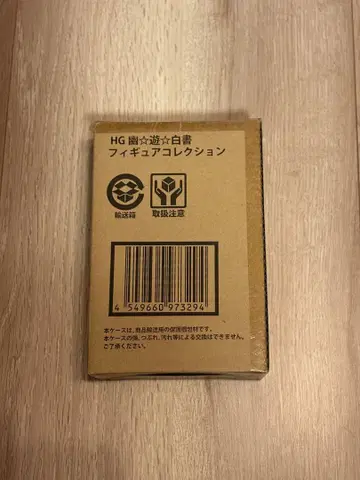 HG 幽☆遊☆白書
フィギュアコレクション
輸送箱
取扱注意
4 549660 973294
本ケースは、商品輸送時の保護梱包材です。
本ケースの傷、つぶれ、汚れ等による交換はできません。
ご了承ください。